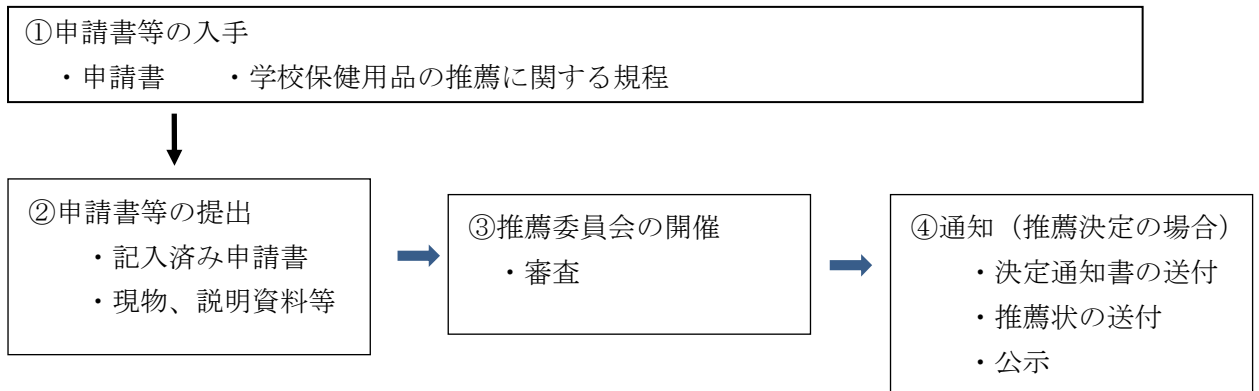 ①申請書等の入手
・申請書　　・学校保健用品の推薦に関する規程
②申請書等の提出
・記入済み申請書
・現物、説明資料等
③推薦委員会の開催
・審査
④通知（推薦決定の場合）
・決定通知書の送付
・推薦状の送付
・公示